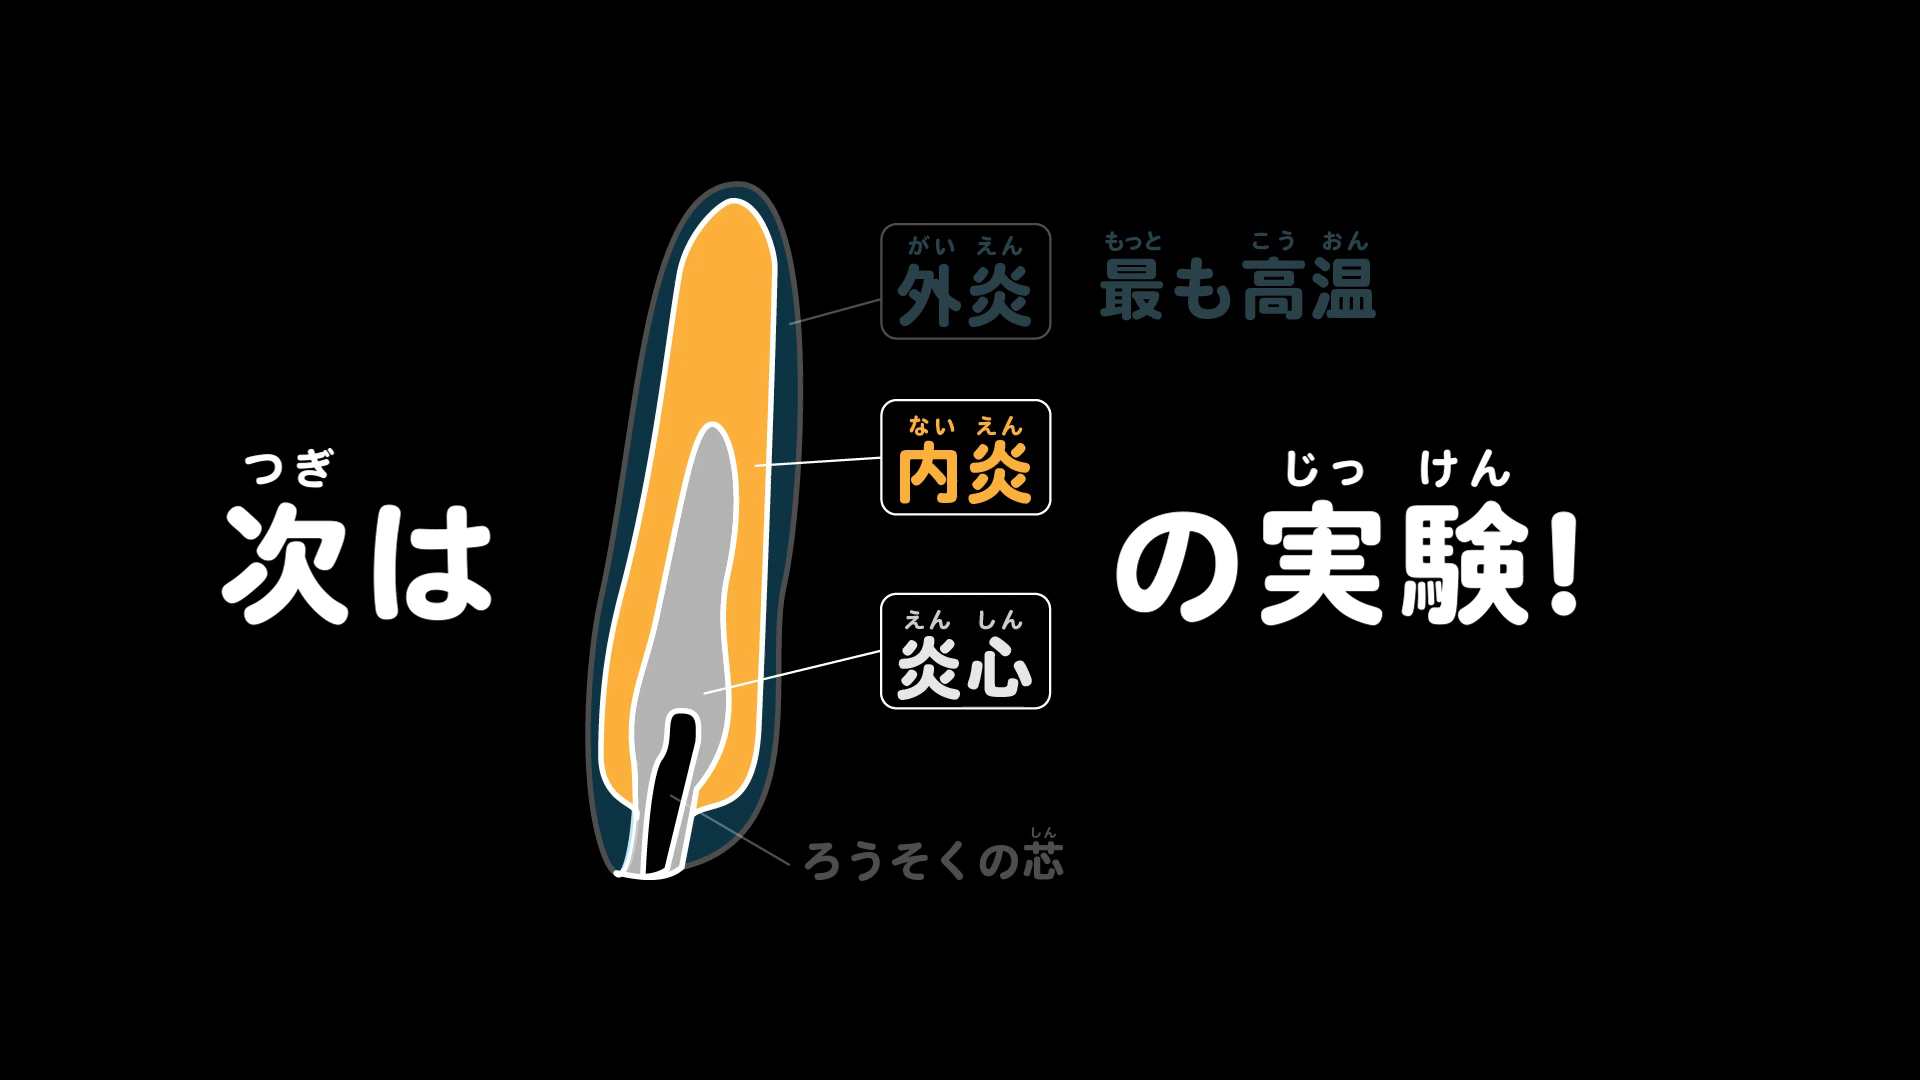 がい えん
外炎
もっと こう おん
最も高温
ない えん
内炎
つぎ
次は
じっ けん
の実験!
えん しん
炎心
しん
ろうそくの芯